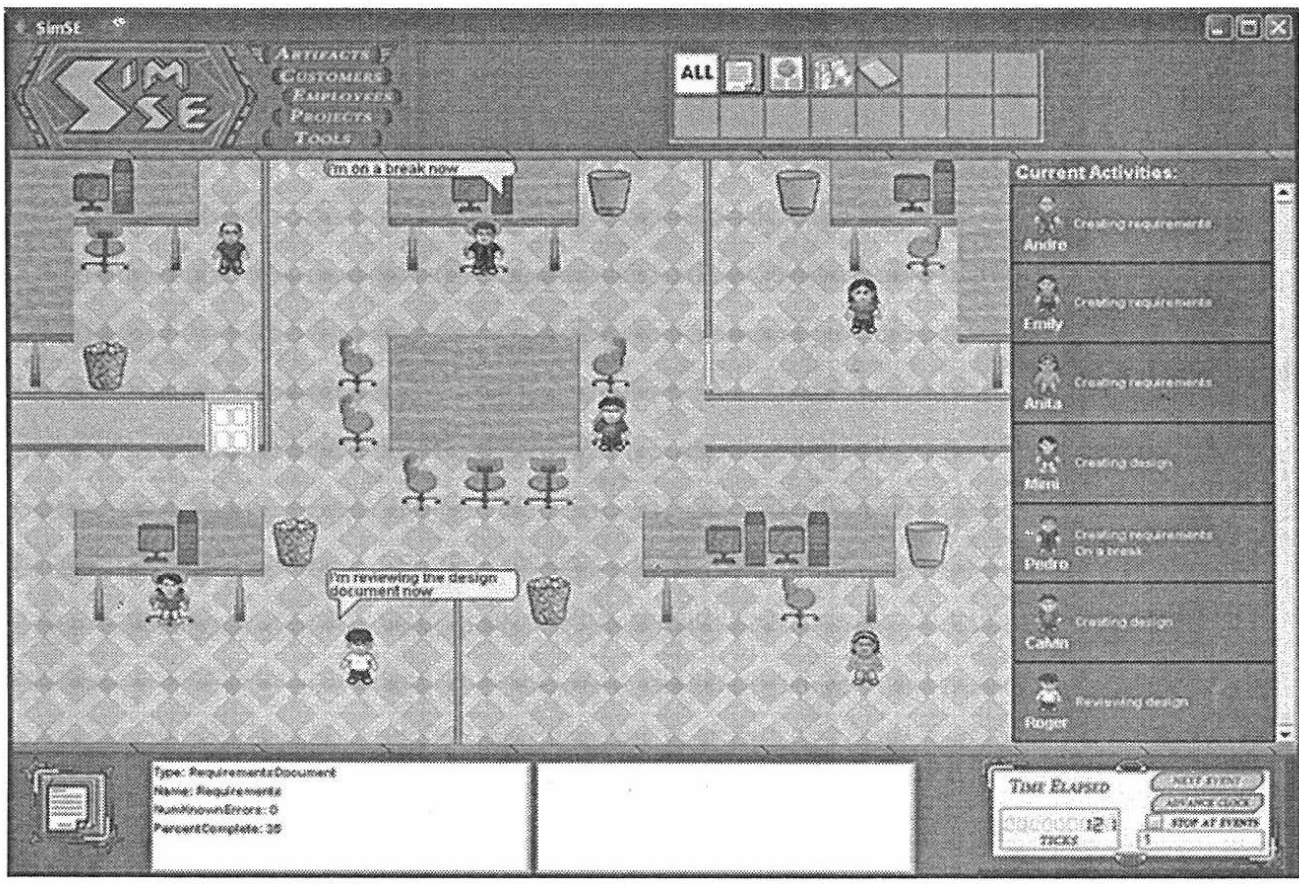 SimSE
SIM
SE
ARTIFACTS
CUSTOMERS
EMPLOYEES
PROJECTS
TOOLS
ALL
I'm on a break now
I'm reviewing the design
document now
Current Activities:
Creating requirements
Andre
Creating requirements
Emily
Creating requirements
Anita
Creating design
Mimi
Creating requirements
On a break
Pedro
Creating design
Calvin
Reviewing design
Roger
Type: RequirementsDocument
Name: Requirements
NumKnownErrors: 0
PercentComplete: 35
TIME ELAPSED
121
TICKS
NEXT EVENT
ADVANCE CLOCK
STOP AT EVENTS
1